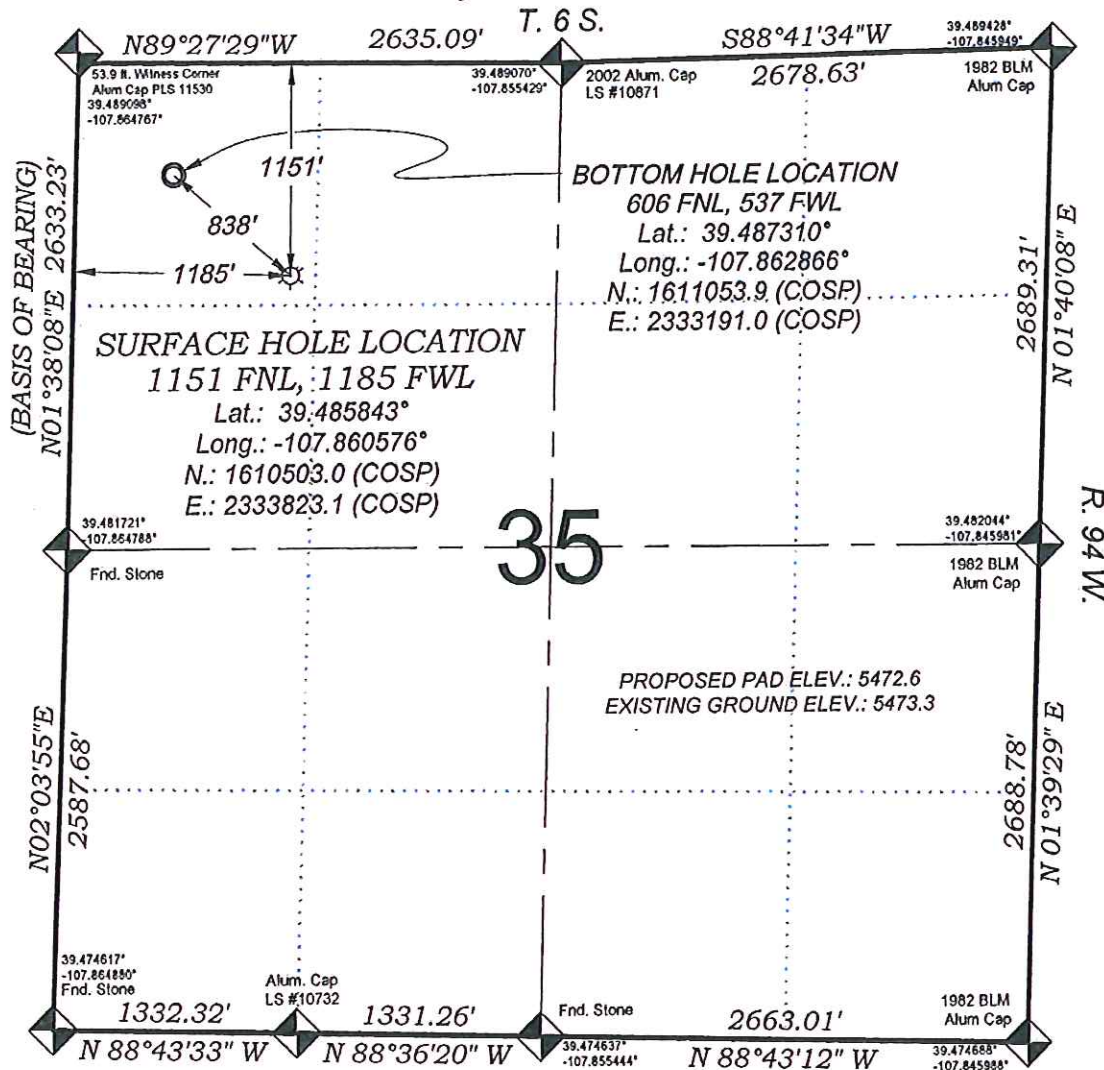 T. 6 S.
N89°27'29"W 2635.09'
S88°41'34"W
2678.63'
39.489428°
-107.845949°
1982 BLM
Alum Cap
53.9 ft. Witness Corner
Alum Cap PLS 11530
39.489098°
-107.864767°
39.489070°
-107.855429°
2002 Alum. Cap
LS #10871
1151'
838'
1185'
BOTTOM HOLE LOCATION
606 FNL, 537 FWL
Lat.: 39.487310°
Long.: -107.862866°
N.: 1611053.9 (COSP)
E.: 2333191.0 (COSP)
(BASIS OF BEARING)
N01°38'08"E 2633.23'
2689.31'
N 01°40'08" E
SURFACE HOLE LOCATION
1151 FNL, 1185 FWL
Lat.: 39.485843°
Long.: -107.860576°
N.: 1610503.0 (COSP)
E.: 2333823.1 (COSP)
R. 94 W.
39.481721°
-107.864788°
Fnd. Stone
35
39.482044°
-107.845981°
1982 BLM
Alum Cap
PROPOSED PAD ELEV.: 5472.6
EXISTING GROUND ELEV.: 5473.3
N02°03'55"E
2587.68'
2688.78'
N 01°39'29" E
39.474617°
-107.864880°
Fnd. Stone
Alum. Cap
LS #10732
Fnd. Stone
1982 BLM
Alum Cap
1332.32'
1331.26'
2663.01'
39.474637°
-107.855444°
39.474688°
-107.845988°
N 88°43'33" W
N 88°36'20" W
N 88°43'12" W